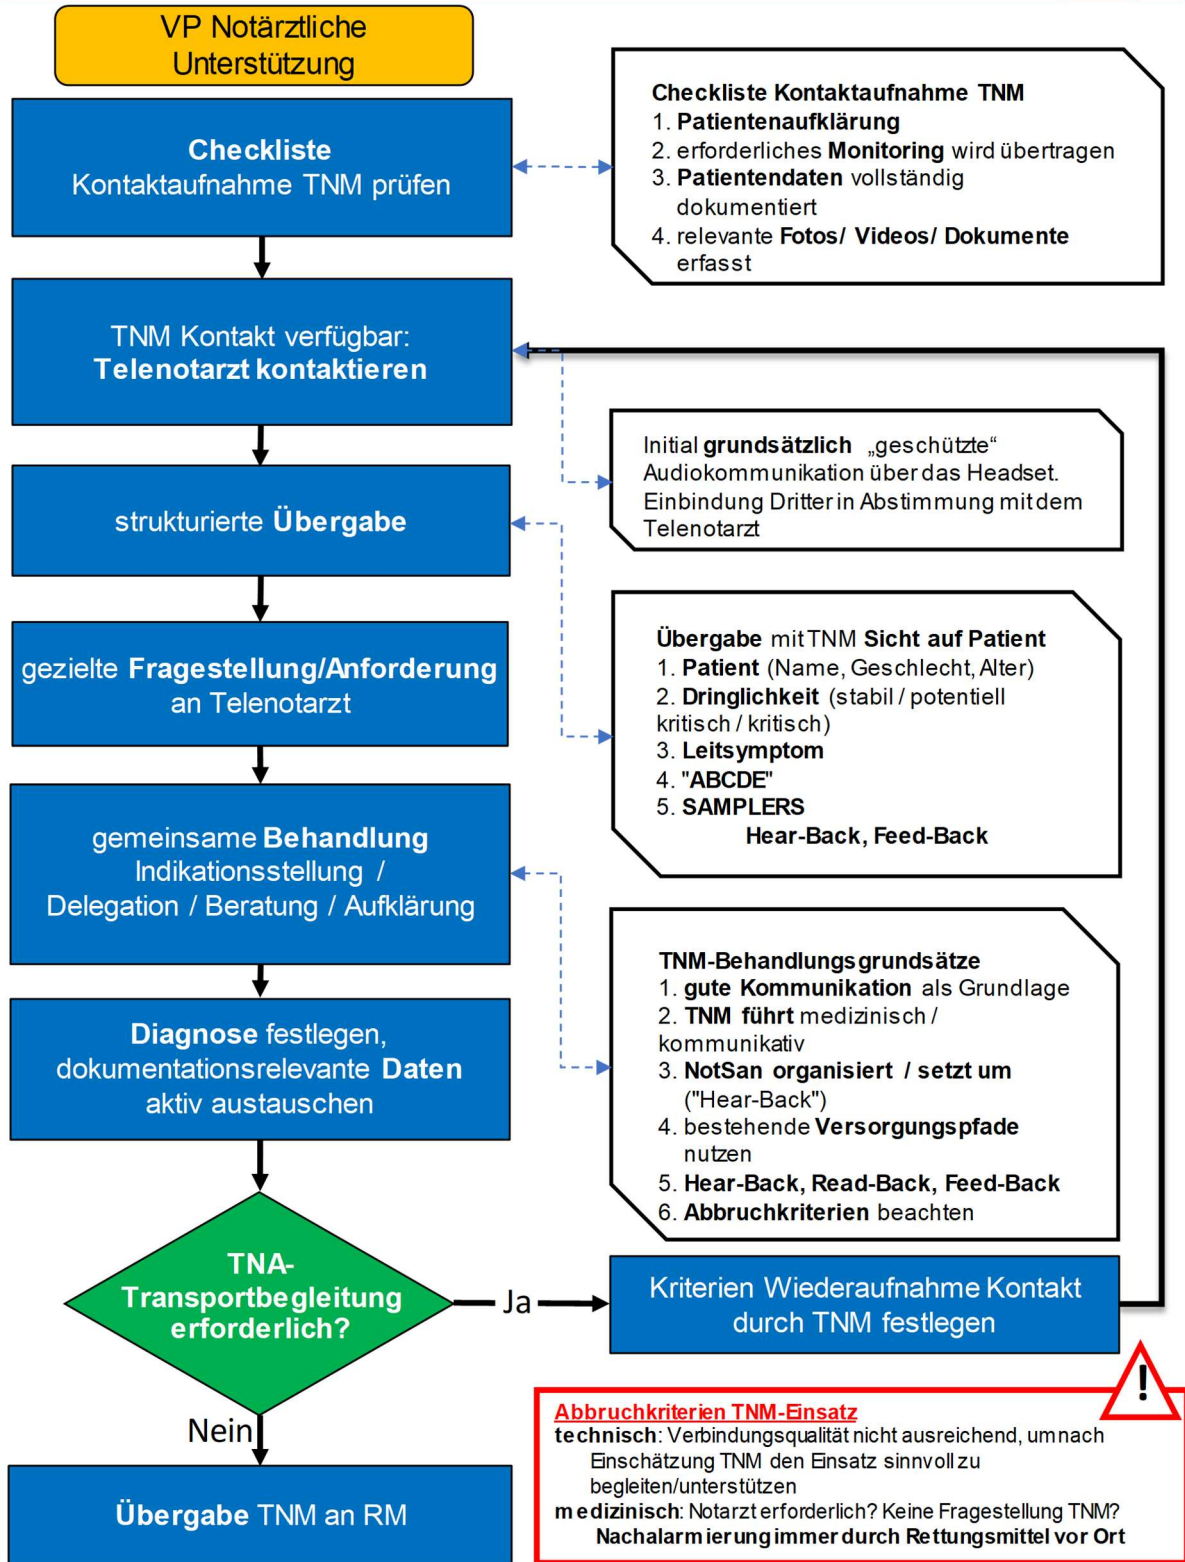 VP Notärztliche
Unterstützung
Checkliste
Kontaktaufnahme TNM prüfen
Checkliste Kontaktaufnahme TNM
1. Patientenaufklärung
2. erforderliches Monitoring wird übertragen
3. Patientendaten vollständig
dokumentiert
4. relevante Fotos/ Videos/ Dokumente
erfasst
TNM Kontakt verfügbar:
Telenotarzt kontaktieren
Initial grundsätzlich „geschützte“
Audiokommunikation über das Headset.
Einbindung Dritter in Abstimmung mit dem
Telenotarzt
strukturierte Übergabe
Übergabe mit TNM Sicht auf Patient
1. Patient (Name, Geschlecht, Alter)
2. Dringlichkeit (stabil / potentiell
kritisch / kritisch)
3. Leitsymptom
4. "ABCDE"
5. SAMPLERS
Hear-Back, Feed-Back
gezielte Fragestellung/Anforderung
an Telenotarzt
gemeinsame Behandlung
Indikationsstellung /
Delegation / Beratung / Aufklärung
TNM-Behandlungsgrundsätze
1. gute Kommunikation als Grundlage
2. TNM führt medizinisch /
kommunikativ
3. NotSan organisiert / setzt um
("Hear-Back")
4. bestehende Versorgungspfade
nutzen
5. Hear-Back, Read-Back, Feed-Back
6. Abbruchkriterien beachten
Diagnose festlegen,
dokumentationsrelevante Daten
aktiv austauschen
TNA-
Transportbegleitung
erforderlich?
Ja
Kriterien Wiederaufnahme Kontakt
durch TNM festlegen
Nein
Übergabe TNM an RM
!
Abbruchkriterien TNM-Einsatz
technisch: Verbindungsqualität nicht ausreichend, um nach
Einschätzung TNM den Einsatz sinnvoll zu
begleiten/unterstützen
medizinisch: Notarzt erforderlich? Keine Fragestellung TNM?
Nachalarmierung immer durch Rettungsmittel vor Ort